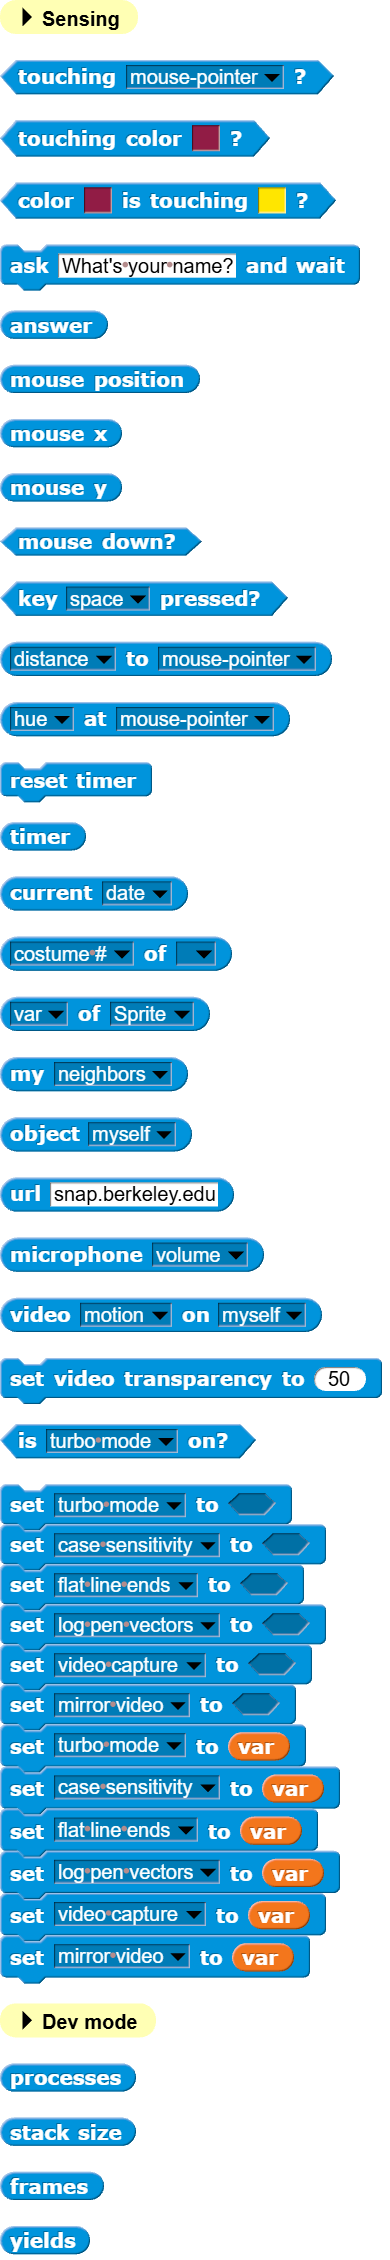 Sensing
touching mouse-pointer ?
touching color ?
color is touching ?
ask What's your name? and wait
answer
mouse position
mouse x
mouse y
mouse down?
key space pressed?
distance to mouse-pointer
hue at mouse-pointer
reset timer
timer
current date
costume # of
var of Sprite
my neighbors
object myself
url snap.berkeley.edu
microphone volume
video motion on myself
set video transparency to 50
is turbo mode on?
set turbo mode to
set case sensitivity to
set flat line ends to
set log pen vectors to
set video capture to
set mirror video to
set turbo mode to var
set case sensitivity to var
set flat line ends to var
set log pen vectors to var
set video capture to var
set mirror video to var
Dev mode
processes
stack size
frames
yields